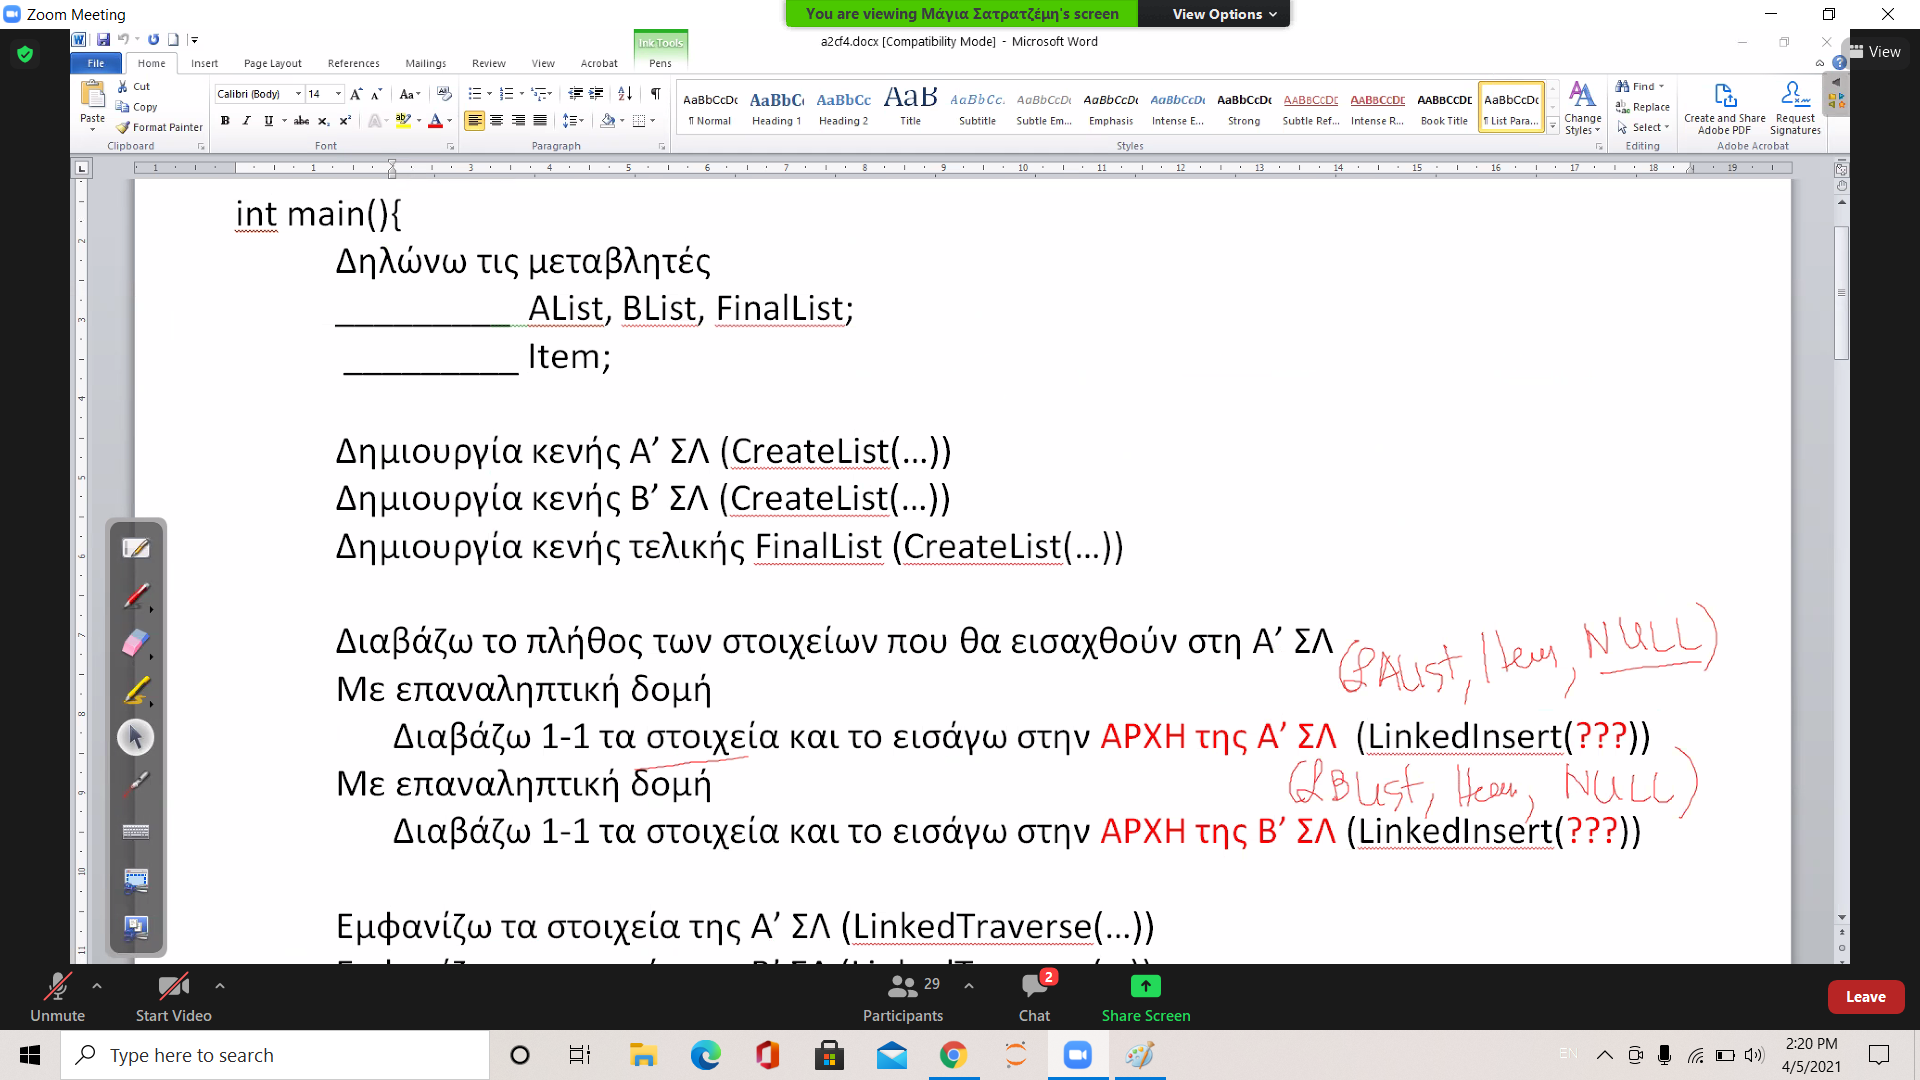 Zoom Meeting
You are viewing Μάγια Σατρατζέμη's screen
View Options
a2cf4.docx [Compatibility Mode] - Microsoft Word
Ink Tools
View
File Home Insert Page Layout References Mailings Review View Acrobat Pens
Paste
Cut
Copy
Format Painter
Clipboard
Calibri (Body) 14
Font
Paragraph
AaBbCcDc ¶ Normal
AaBbCc Heading 1
AaBbCc Heading 2
AaB Title
AaBbCc. Subtitle
AaBbCcDc Subtle Em...
AaBbCcDc Emphasis
AaBbCcDc Intense E...
AaBbCcDc Strong
AaBbCcDc Subtle Ref...
AaBbCcDc Intense R...
AaBbCcDc Book Title
AaBbCcDc ¶ List Para...
Styles
Change Styles
Find
Replace
Select
Editing
Create and Share Adobe PDF
Request Signatures
Adobe Acrobat
int main(){
Δηλώνω τις μεταβλητές
_________ AList, BList, FinalList;
_________ Item;
Δημιουργία κενής Α’ ΣΛ (CreateList(…))
Δημιουργία κενής Β’ ΣΛ (CreateList(…))
Δημιουργία κενής τελικής FinalList (CreateList(…))
Διαβάζω το πλήθος των στοιχείων που θα εισαχθούν στη Α’ ΣΛ
(&AList, Item, NULL)
Με επαναληπτική δομή
Διαβάζω 1-1 τα στοιχεία και το εισάγω στην ΑΡΧΗ της Α’ ΣΛ (LinkedInsert(???))
Με επαναληπτική δομή
(&BList, Item, NULL)
Διαβάζω 1-1 τα στοιχεία και το εισάγω στην ΑΡΧΗ της Β’ ΣΛ (LinkedInsert(???))
Εμφανίζω τα στοιχεία της Α’ ΣΛ (LinkedTraverse(…))
Unmute
Start Video
29
Participants
2
Chat
Share Screen
Leave
Type here to search
EN
2:20 PM
4/5/2021